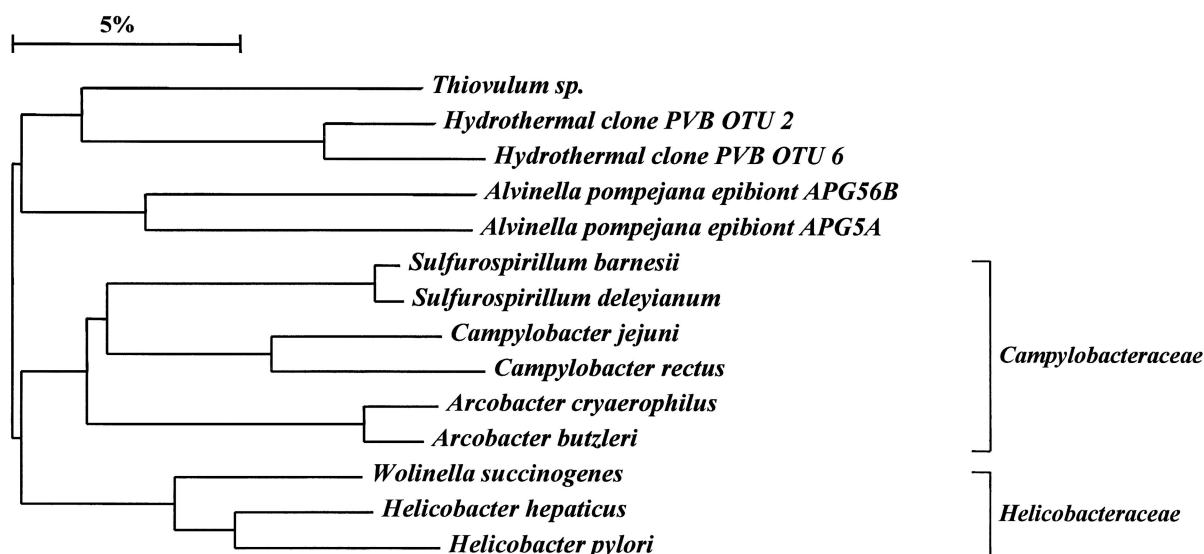 5%
Thiovulum sp.
Hydrothermal clone PVB OTU 2
Hydrothermal clone PVB OTU 6
Alvinella pompejana epibiont APG56B
Alvinella pompejana epibiont APG5A
Sulfurospirillum barnesii
Sulfurospirillum deleyianum
Campylobacter jejuni
Campylobacteraceae
Campylobacter rectus
Arcobacter cryaerophilus
Arcobacter butzleri
Wolinella succinogenes
Helicobacter hepaticus
Helicobacteraceae
Helicobacter pylori